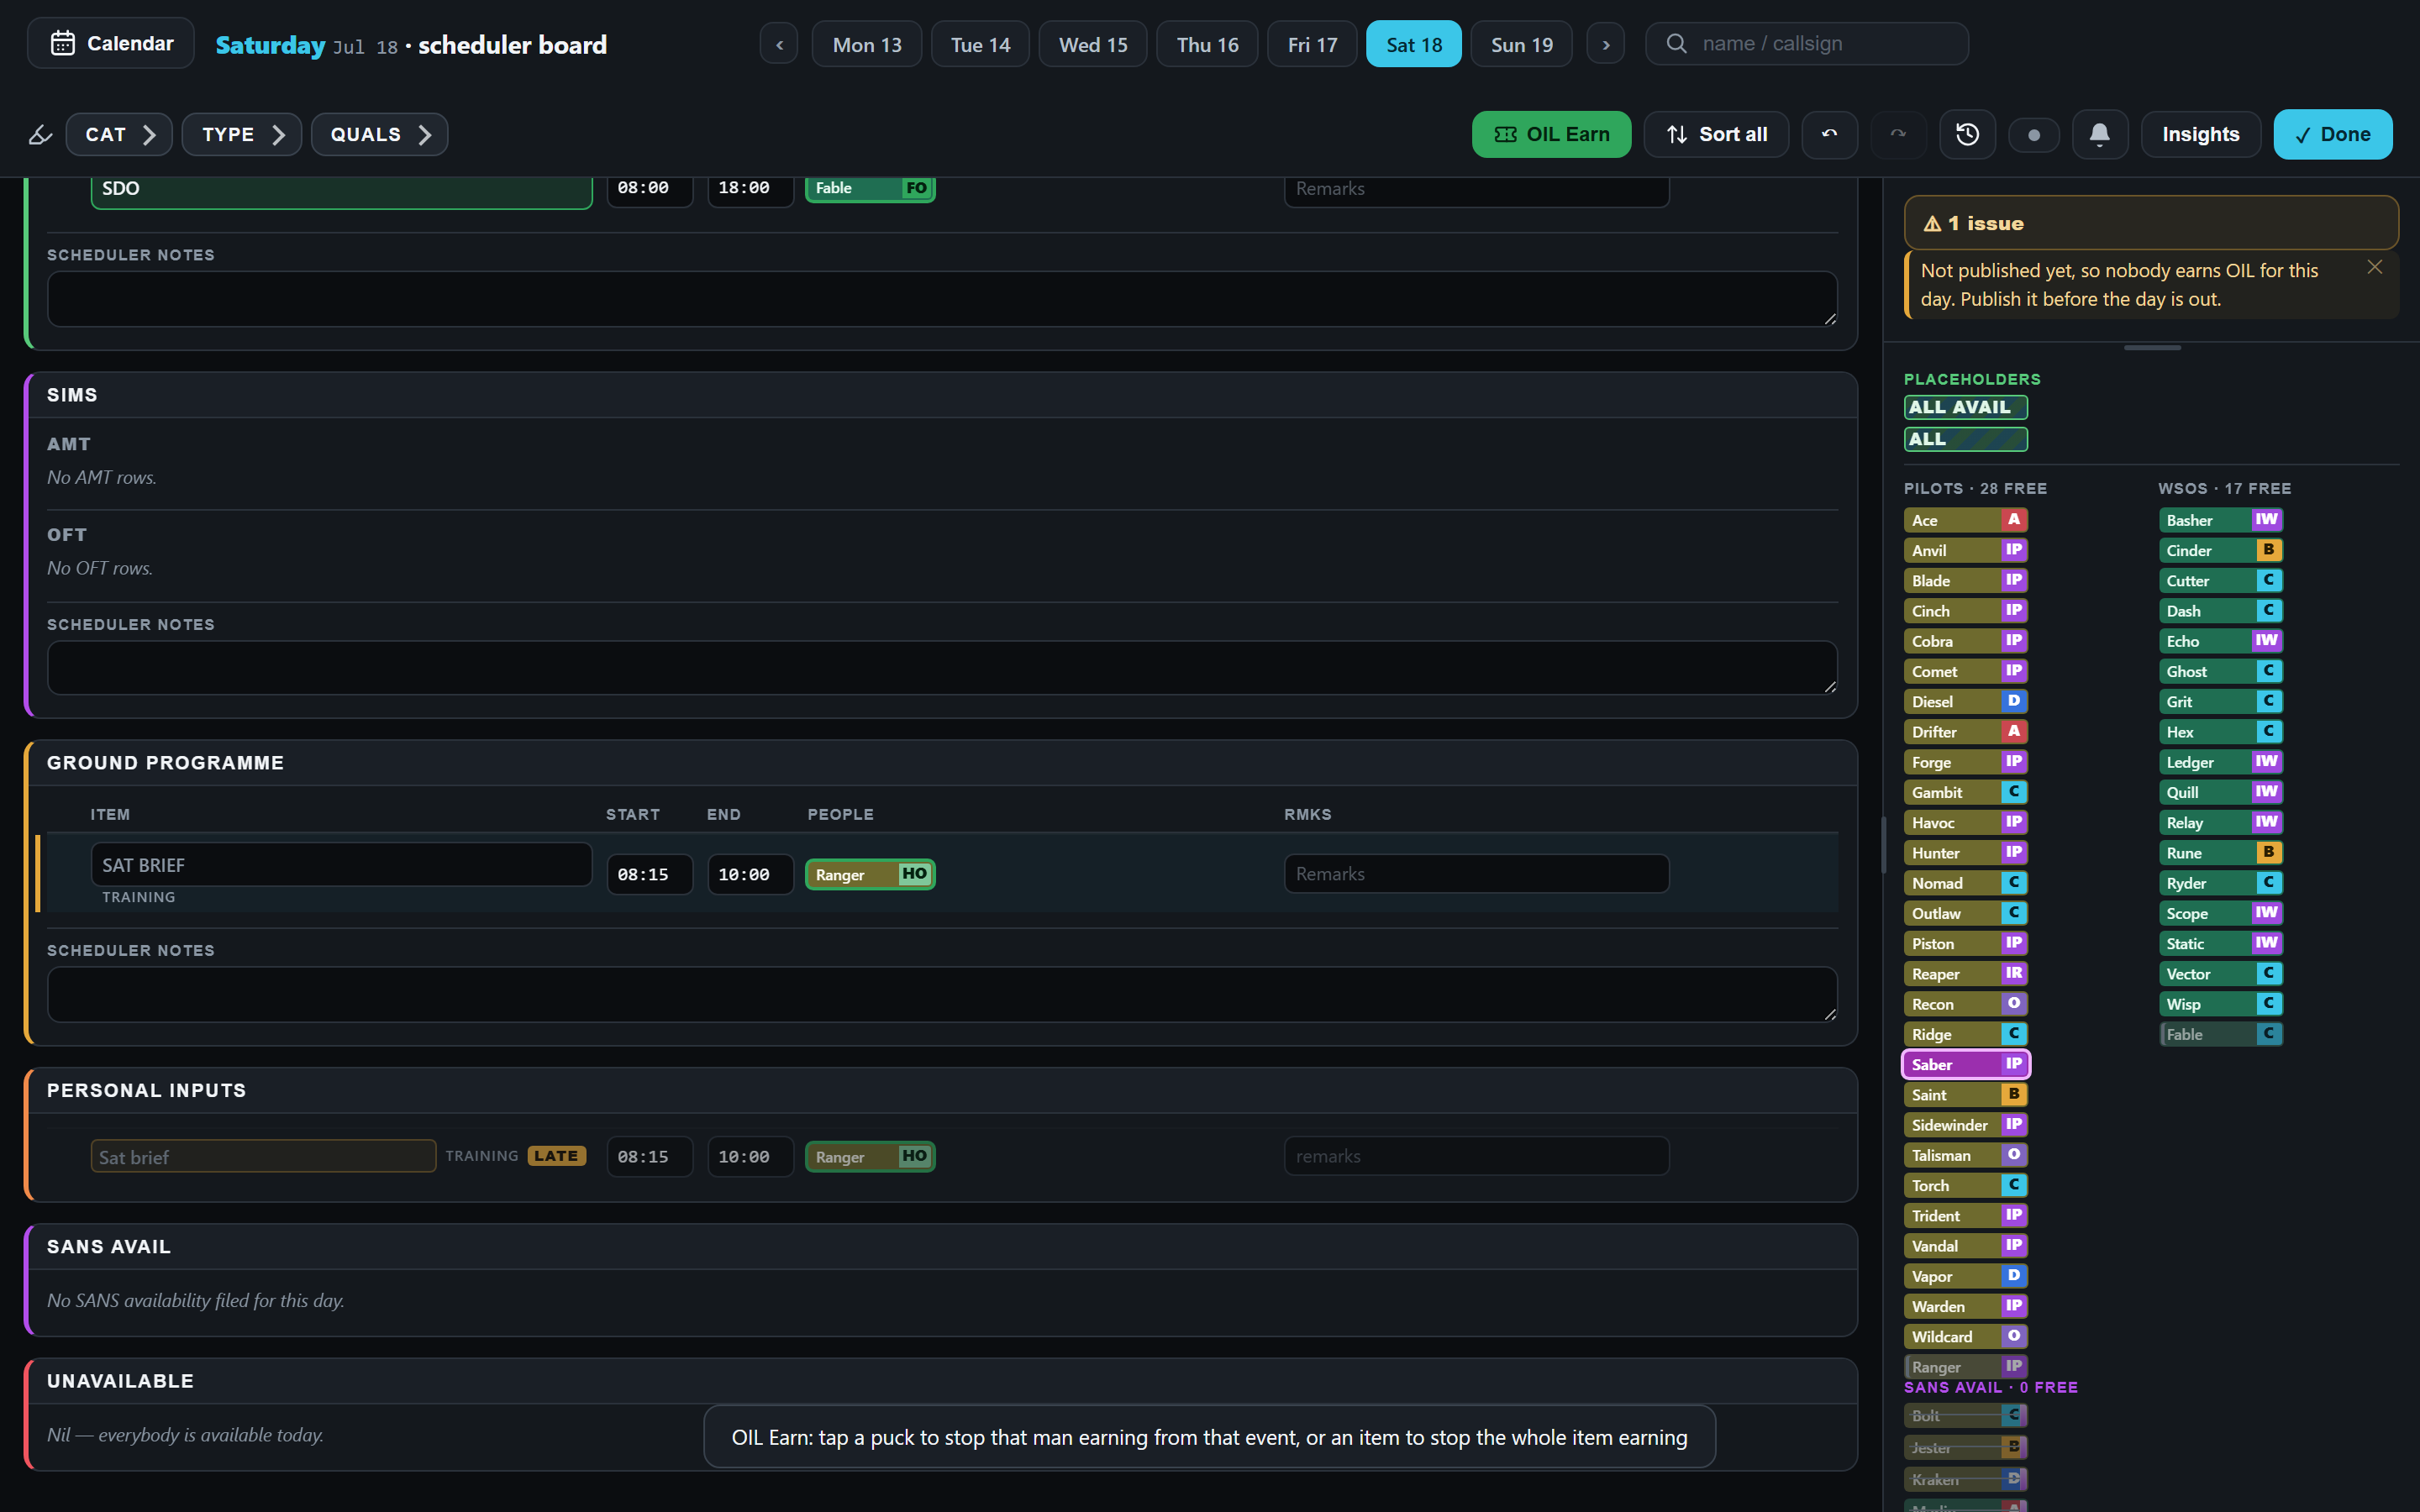 Calendar
Saturday Jul 18 • scheduler board
‹ Mon 13 Tue 14 Wed 15 Thu 16 Fri 17 Sat 18 Sun 19 ›
name / callsign
CAT TYPE QUALS
OIL Earn Sort all Insights ✓ Done
SDO 08:00 18:00 Fable FO Remarks
SCHEDULER NOTES
SIMS
AMT
No AMT rows.
OFT
No OFT rows.
SCHEDULER NOTES
GROUND PROGRAMME
ITEM START END PEOPLE RMKS
SAT BRIEF 08:15 10:00 Ranger HO Remarks
TRAINING
SCHEDULER NOTES
PERSONAL INPUTS
Sat brief TRAINING LATE 08:15 10:00 Ranger HO remarks
SANS AVAIL
No SANS availability filed for this day.
UNAVAILABLE
Nil — everybody is available today.
OIL Earn: tap a puck to stop that man earning from that event, or an item to stop the whole item earning
⚠ 1 issue
Not published yet, so nobody earns OIL for this
day. Publish it before the day is out.
PLACEHOLDERS
ALL AVAIL
ALL
PILOTS · 28 FREE
Ace A
Anvil IP
Blade IP
Cinch IP
Cobra IP
Comet IP
Diesel D
Drifter A
Forge IP
Gambit C
Havoc IP
Hunter IP
Nomad C
Outlaw C
Piston IP
Reaper IR
Recon O
Ridge C
Saber IP
Saint B
Sidewinder IP
Talisman O
Torch C
Trident IP
Vandal IP
Vapor D
Warden IP
Wildcard O
Ranger IP
WSOS · 17 FREE
Basher IW
Cinder B
Cutter C
Dash C
Echo IW
Ghost C
Grit C
Hex C
Ledger IW
Quill IW
Relay IW
Rune B
Ryder C
Scope IW
Static IW
Vector C
Wisp C
Fable C
SANS AVAIL · 0 FREE
Bolt C
Jester B
Kraken D